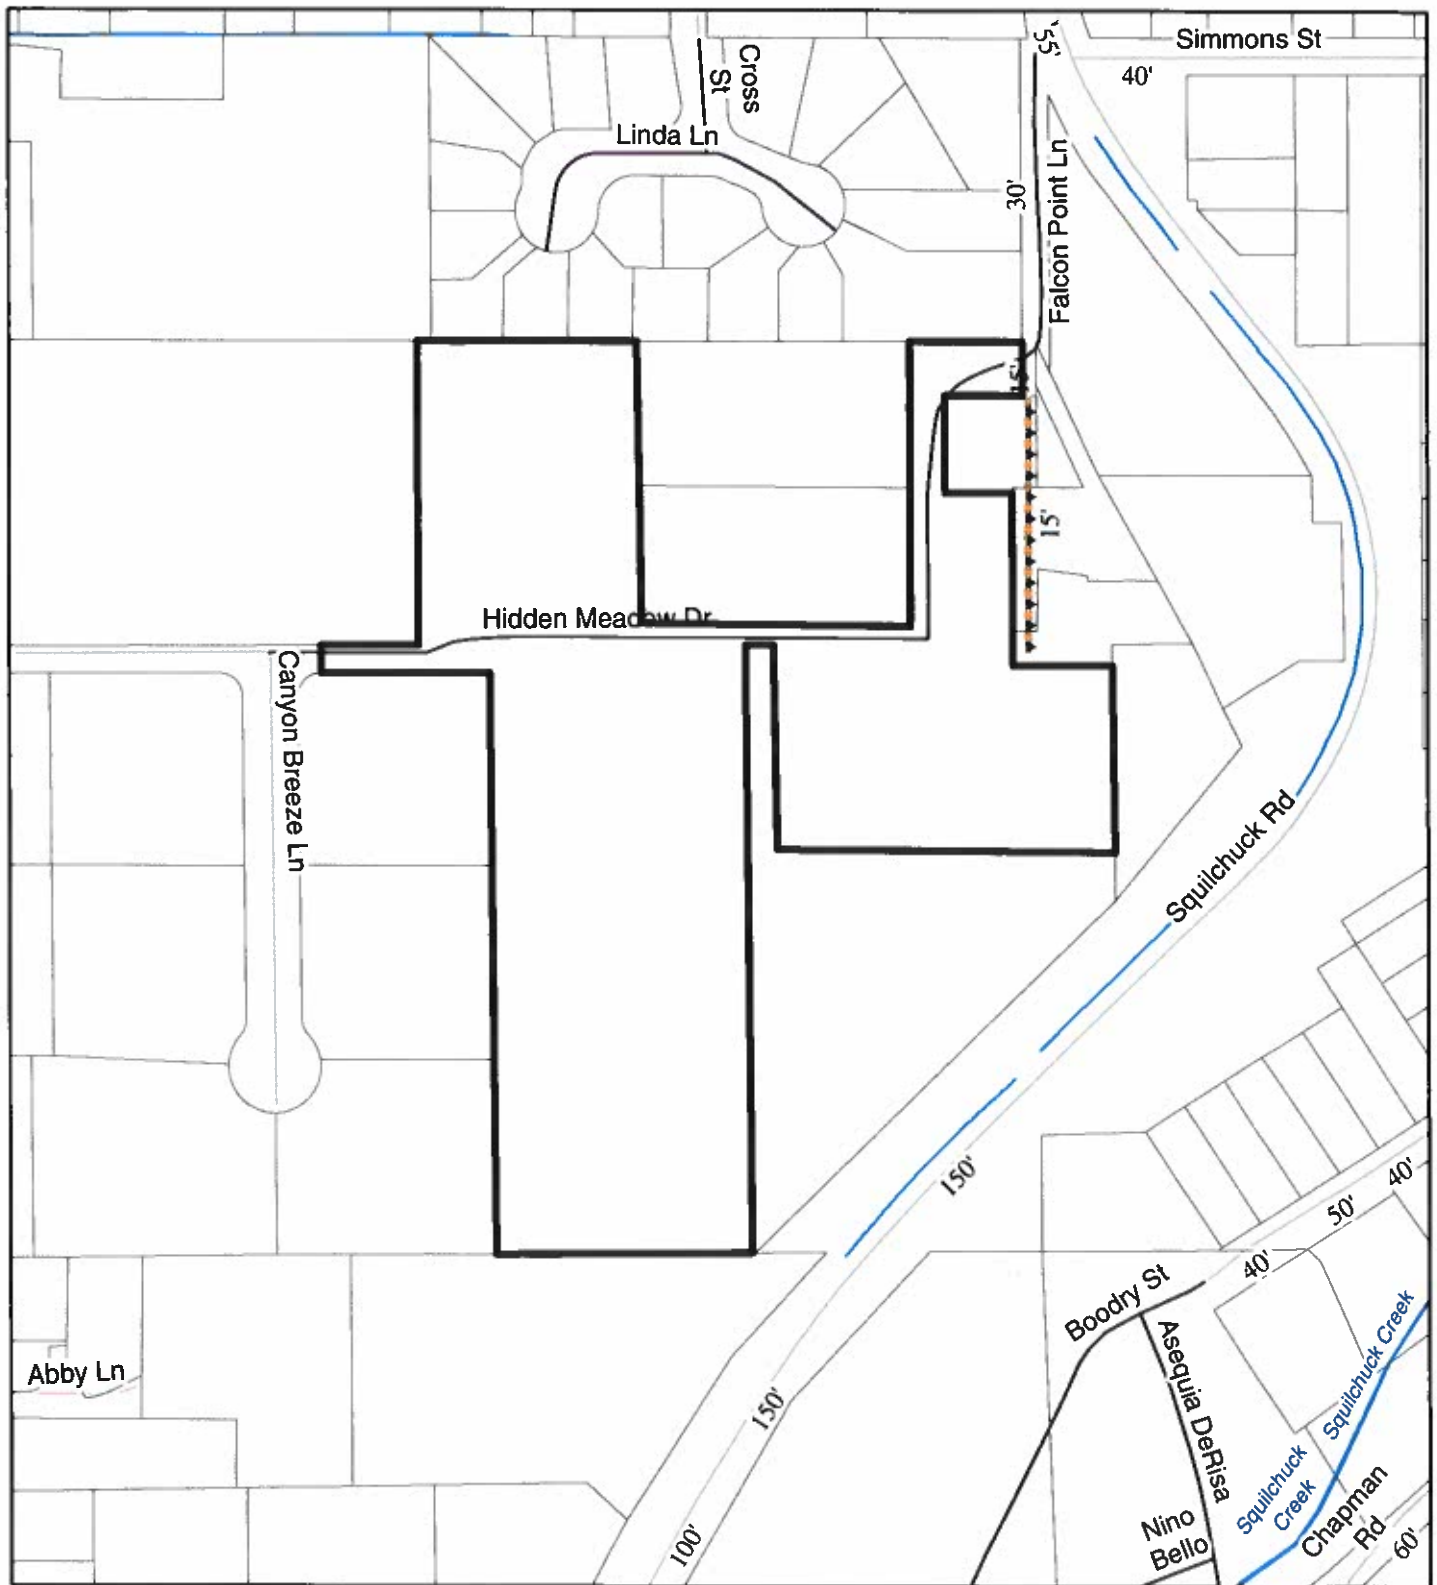 55'
Simmons St
40'
Cross
St
Linda Ln
30'
Falcon Point Ln
15'
15'
Hidden Meadow Dr
Canyon Breeze Ln
Squilchuck Rd
150'
40'
50'
40'
Boodry St
Asequia DeRisa
Squilchuck Creek
Abby Ln
150'
Squilchuck
Creek
Chapman
Rd
Nino
Bello
100'
60'